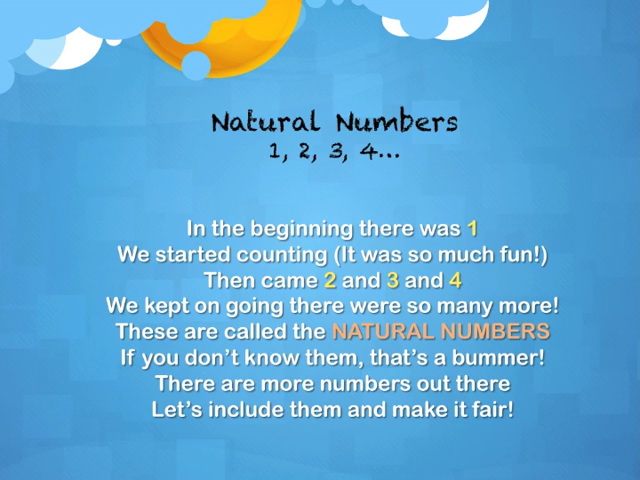 Natural Numbers
1, 2, 3, 4...
In the beginning there was 1
We started counting (It was so much fun!)
Then came 2 and 3 and 4
We kept on going there were so many more!
These are called the NATURAL NUMBERS
If you don’t know them, that’s a bummer!
There are more numbers out there
Let’s include them and make it fair!